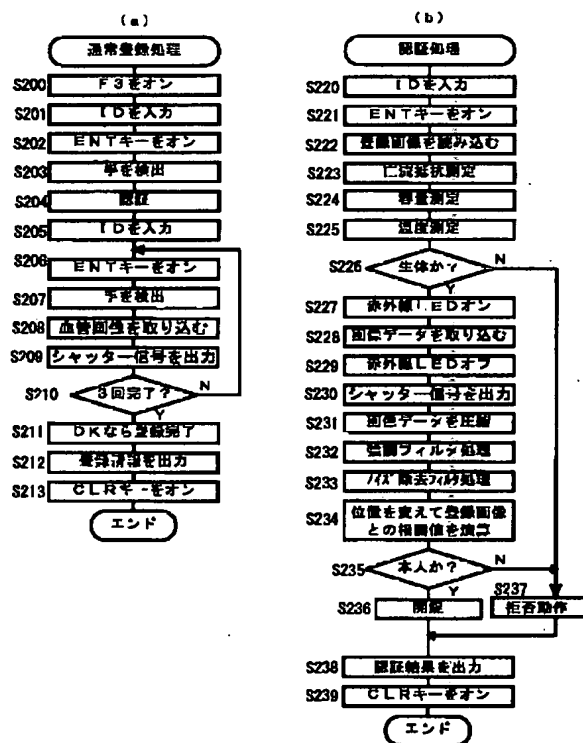 (a)
通常登録処理
S200 F3をオン
S201 IDを入力
S202 ENTキーをオン
S203 手を検出
S204 認証
S205 IDを入力
S206 ENTキーをオン
S207 手を検出
S208 血管画像を取り込む
S209 シャッター信号を出力
S210 3回完了? N
Y
S211 OKなら登録完了
S212 登録情報を出力
S213 CLRキーをオン
エンド
(b)
認証処理
S220 IDを入力
S221 ENTキーをオン
S222 登録画像を読み込む
S223 抵抗測定
S224 容量測定
S225 温度測定
S226 生体か? N
Y
S227 赤外線LEDオン
S228 画像データを取り込む
S229 赤外線LEDオフ
S230 シャッター信号を出力
S231 画像データを圧縮
S232 強調フィルタ処理
S233 ノイズ除去フィルタ処理
S234 位置を変えて登録画像
との相関値を演算
S235 本人か? N
Y
S236 開錠
S237
拒否動作
S238 認証結果を出力
S239 CLRキーをオン
エンド